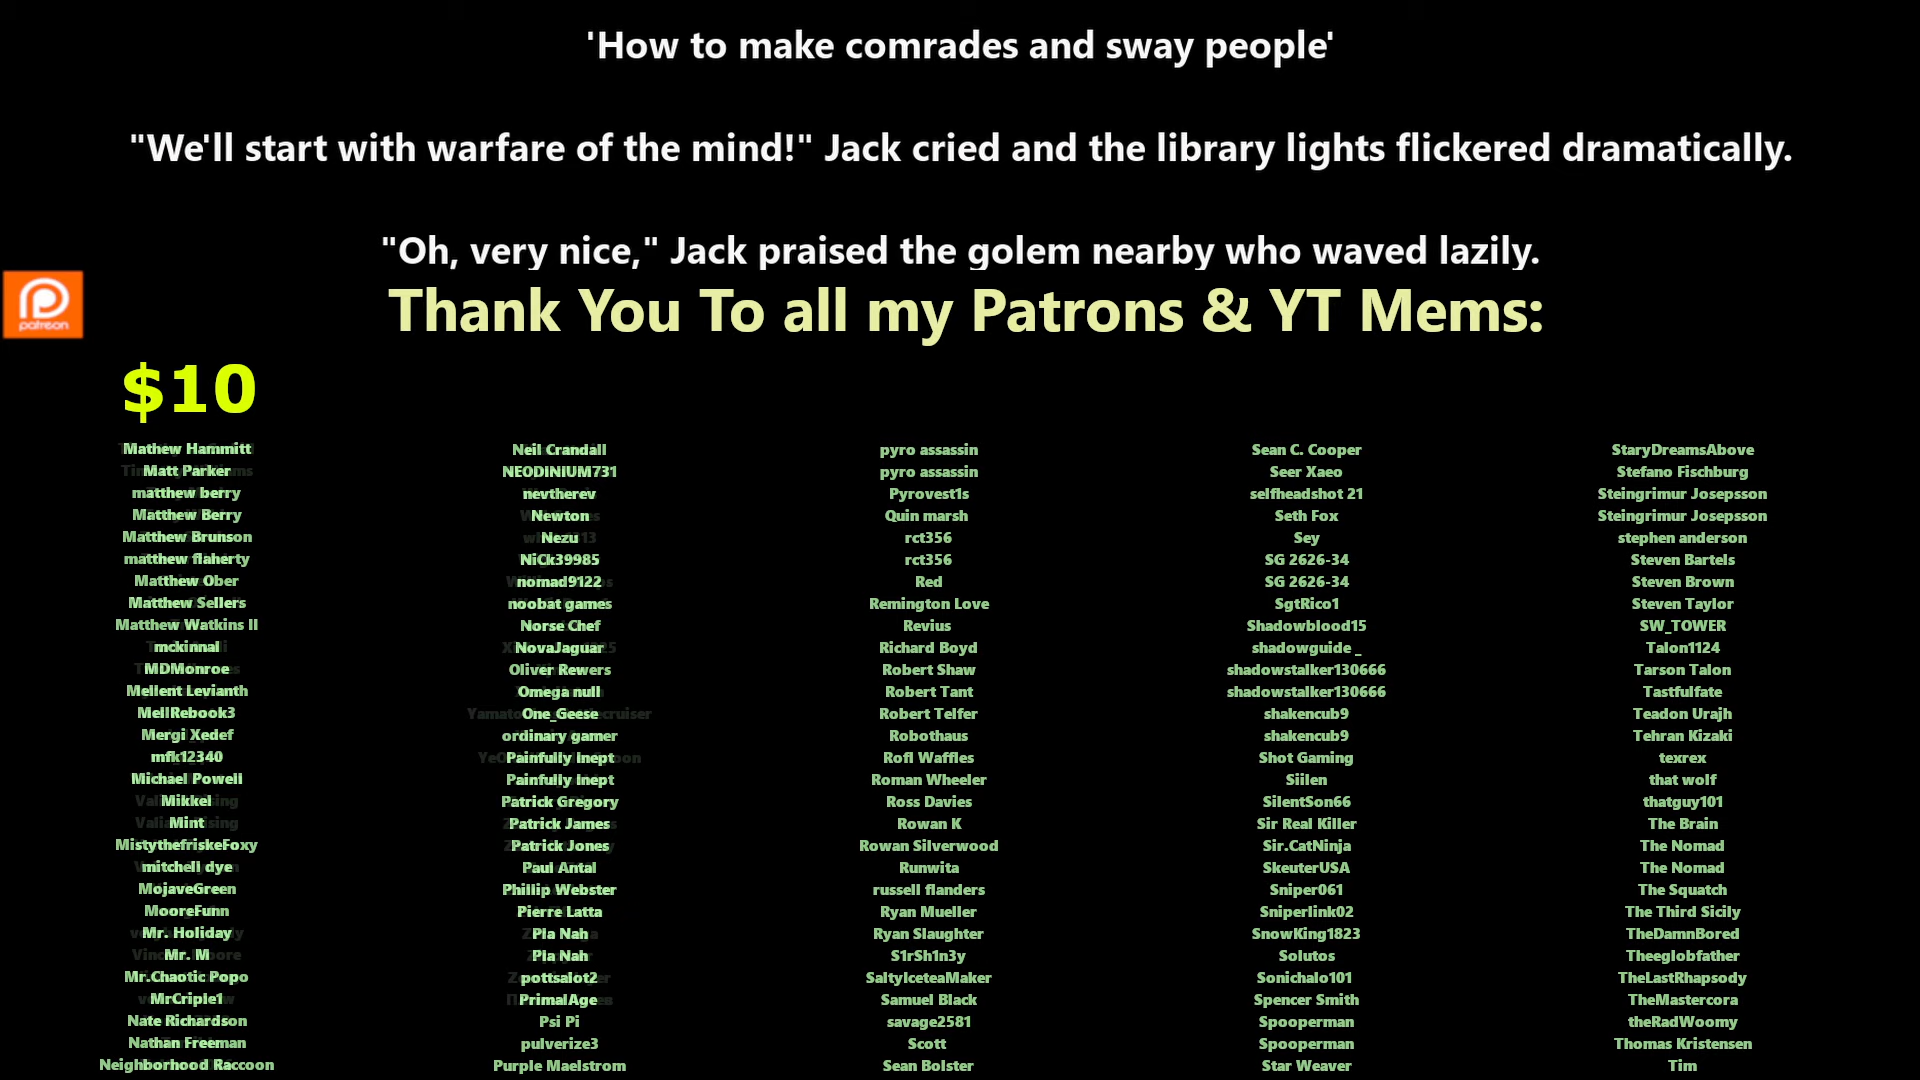 'How to make comrades and sway people'
"We'll start with warfare of the mind!" Jack cried and the library lights flickered dramatically.
"Oh, very nice," Jack praised the golem nearby who waved lazily.
patreon
Thank You To all my Patrons & YT Mems:
$10
Mathew Hammitt
Matt Parker
matthew berry
Matthew Berry
Matthew Brunson
matthew flaherty
Matthew Ober
Matthew Sellers
Matthew Watkins II
mckinnal
MDMonroe
Mellent Levianth
MellRebook3
Mergi Xedef
mfk12340
Michael Powell
Mikkel
Mint
MistythefriskeFoxy
mitchell dye
MojaveGreen
MooreFunn
Mr. Holiday
Mr. M
Mr.Chaotic Popo
MrCriple1
Nate Richardson
Nathan Freeman
Neighborhood Raccoon
Neil Crandall
NEODINIUM731
nevtherev
Newton
Nezu
NiCk39985
nomad9122
noobat games
Norse Chef
NovaJaguar
Oliver Rewers
Omega null
One_Geese
ordinary gamer
Painfully Inept
Painfully Inept
Patrick Gregory
Patrick James
Patrick Jones
Paul Antal
Phillip Webster
Pierre Latta
Pla Nah
Pla Nah
pottsalot2
PrimalAge
Psi Pi
pulverize3
Purple Maelstrom
pyro assassin
pyro assassin
Pyrovest1s
Quin marsh
rct356
rct356
Red
Remington Love
Revius
Richard Boyd
Robert Shaw
Robert Tant
Robert Telfer
Robothaus
Rofl Waffles
Roman Wheeler
Ross Davies
Rowan K
Rowan Silverwood
Runwita
russell flanders
Ryan Mueller
Ryan Slaughter
S1rSh1n3y
SaltyIceteaMaker
Samuel Black
savage2581
Scott
Sean Bolster
Sean C. Cooper
Seer Xaeo
selfheadshot 21
Seth Fox
Sey
SG 2626-34
SG 2626-34
SgtRico1
Shadowblood15
shadowguide _
shadowstalker130666
shadowstalker130666
shakencub9
shakencub9
Shot Gaming
Siilen
SilentSon66
Sir Real Killer
Sir.CatNinja
SkeuterUSA
Sniper061
Sniperlink02
SnowKing1823
Solutos
Sonichalo101
Spencer Smith
Spooperman
Spooperman
Star Weaver
StaryDreamsAbove
Stefano Fischburg
Steingrimur Josepsson
Steingrimur Josepsson
stephen anderson
Steven Bartels
Steven Brown
Steven Taylor
SW_TOWER
Talon1124
Tarson Talon
Tastfulfate
Teadon Urajh
Tehran Kizaki
texrex
that wolf
thatguy101
The Brain
The Nomad
The Nomad
The Squatch
The Third Sicily
TheDamnBored
Theeglobfather
TheLastRhapsody
TheMastercora
theRadWoomy
Thomas Kristensen
Tim